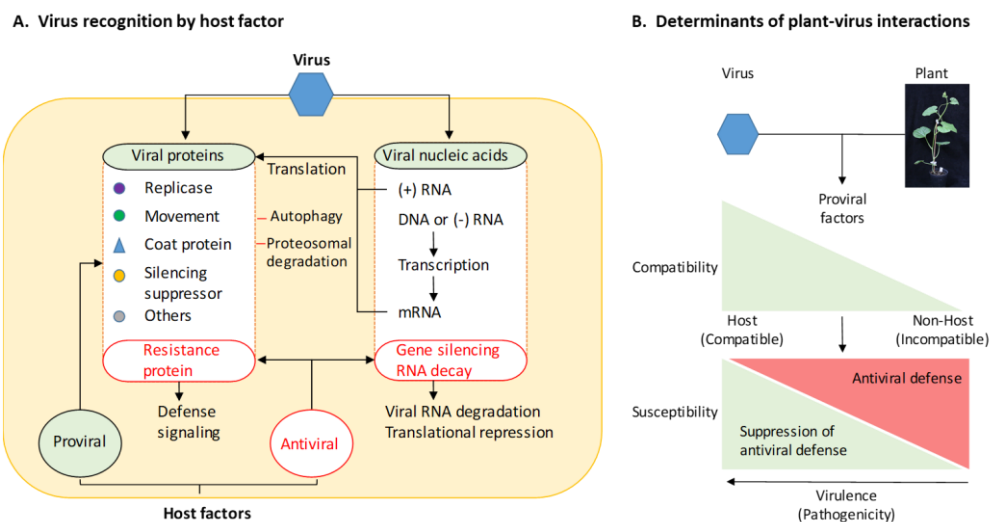 A. Virus recognition by host factor
Virus
Viral proteins
Replicase
Movement
Coat protein
Silencing
suppressor
Others
Resistance
protein
Defense
signaling
Translation
Autophagy
Proteosomal
degradation
Viral nucleic acids
(+) RNA
DNA or (-) RNA
Transcription
mRNA
Gene silencing
RNA decay
Viral RNA degradation
Translational repression
Proviral
Antiviral
Host factors
B. Determinants of plant-virus interactions
Virus
Plant
Proviral
factors
Compatibility
Host
(Compatible)
Non-Host
(Incompatible)
Susceptibility
Antiviral defense
Suppression of
antiviral defense
Virulence
(Pathogenicity)